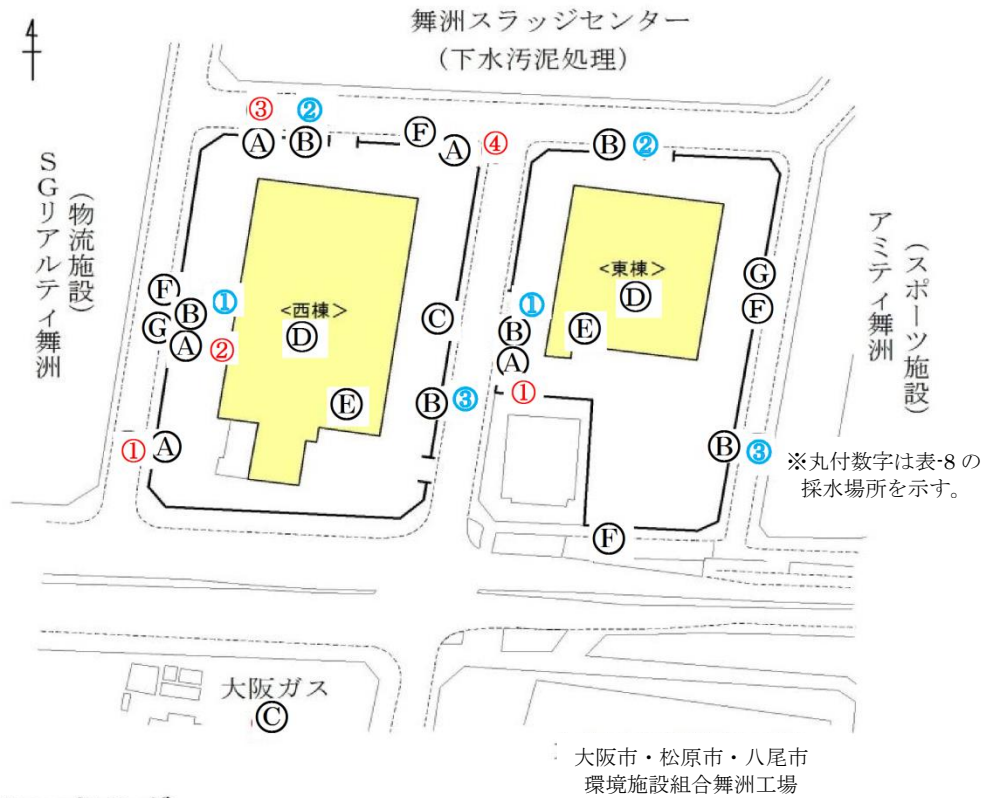 舞洲スラッジセンター
(下水汚泥処理)
③ ②
Ⓐ Ⓑ Ⓕ Ⓐ ④
Ⓑ ②
SGリアルティ舞洲
(物流施設)
Ⓕ Ⓑ ①
Ⓖ Ⓐ ②
<西棟>
Ⓓ
Ⓒ
Ⓔ
Ⓑ ③
① Ⓐ
<東棟>
Ⓓ
Ⓔ
①
Ⓑ
Ⓐ
①
Ⓖ
Ⓕ
アミティ舞洲
(スポーツ施設)
Ⓑ ③
※丸付数字は表-8の
採水場所を示す。
Ⓕ
大阪ガス
Ⓒ
大阪市・松原市・八尾市
環境施設組合舞洲工場